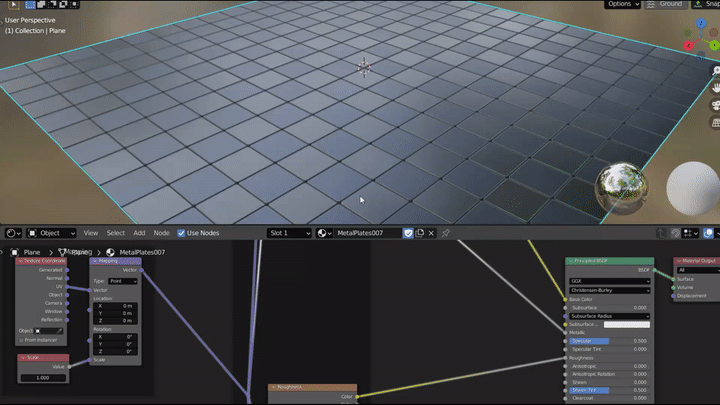 Options
Ground
Snap
User Perspective
(1) Collection | Plane
Z
Y
Object
View
Select
Add
Node
Use Nodes
Slot 1
MetalPlates007
Plane
MetalPlates007
Texture Coordinate
Generated
Normal
UV
Object
Camera
Window
Reflection
Object:
From Instancer
Mapping
Vector
Type: Point
Vector
Location:
X 0 m
Y 0 m
Z 0 m
Rotation:
X 0°
Y 0°
Z 0°
Scale
Scale
Value
1.000
Roughness
Color
Principled BSDF
BSDF
GGX
Christensen-Burley
Base Color
Subsurface 0.000
Subsurface Radius
Subsurface ...
Metallic
Specular 0.500
Specular Tint 0.000
Roughness
Anisotropic 0.000
Anisotropic Rotation 0.000
Sheen 0.000
Sheen Tint 0.500
Clearcoat 0.000
Material Output
All
Surface
Volume
Displacement